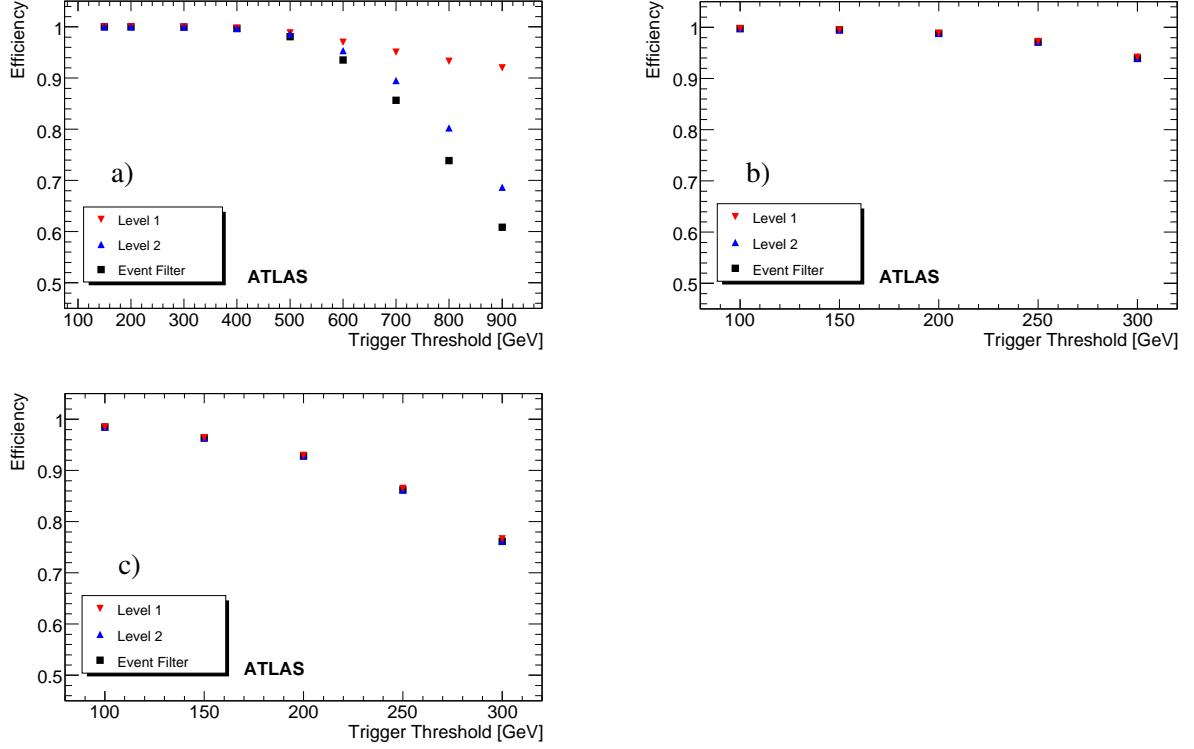 Efficiency
1
0.9
0.8
0.7
0.6
0.5
a)
Level 1
Level 2
Event Filter
ATLAS
100 200 300 400 500 600 700 800 900
Trigger Threshold [GeV]
Efficiency
1
0.9
0.8
0.7
0.6
0.5
b)
Level 1
Level 2
Event Filter
ATLAS
100 150 200 250 300
Trigger Threshold [GeV]
Efficiency
1
0.9
0.8
0.7
0.6
0.5
c)
Level 1
Level 2
Event Filter
ATLAS
100 150 200 250 300
Trigger Threshold [GeV]